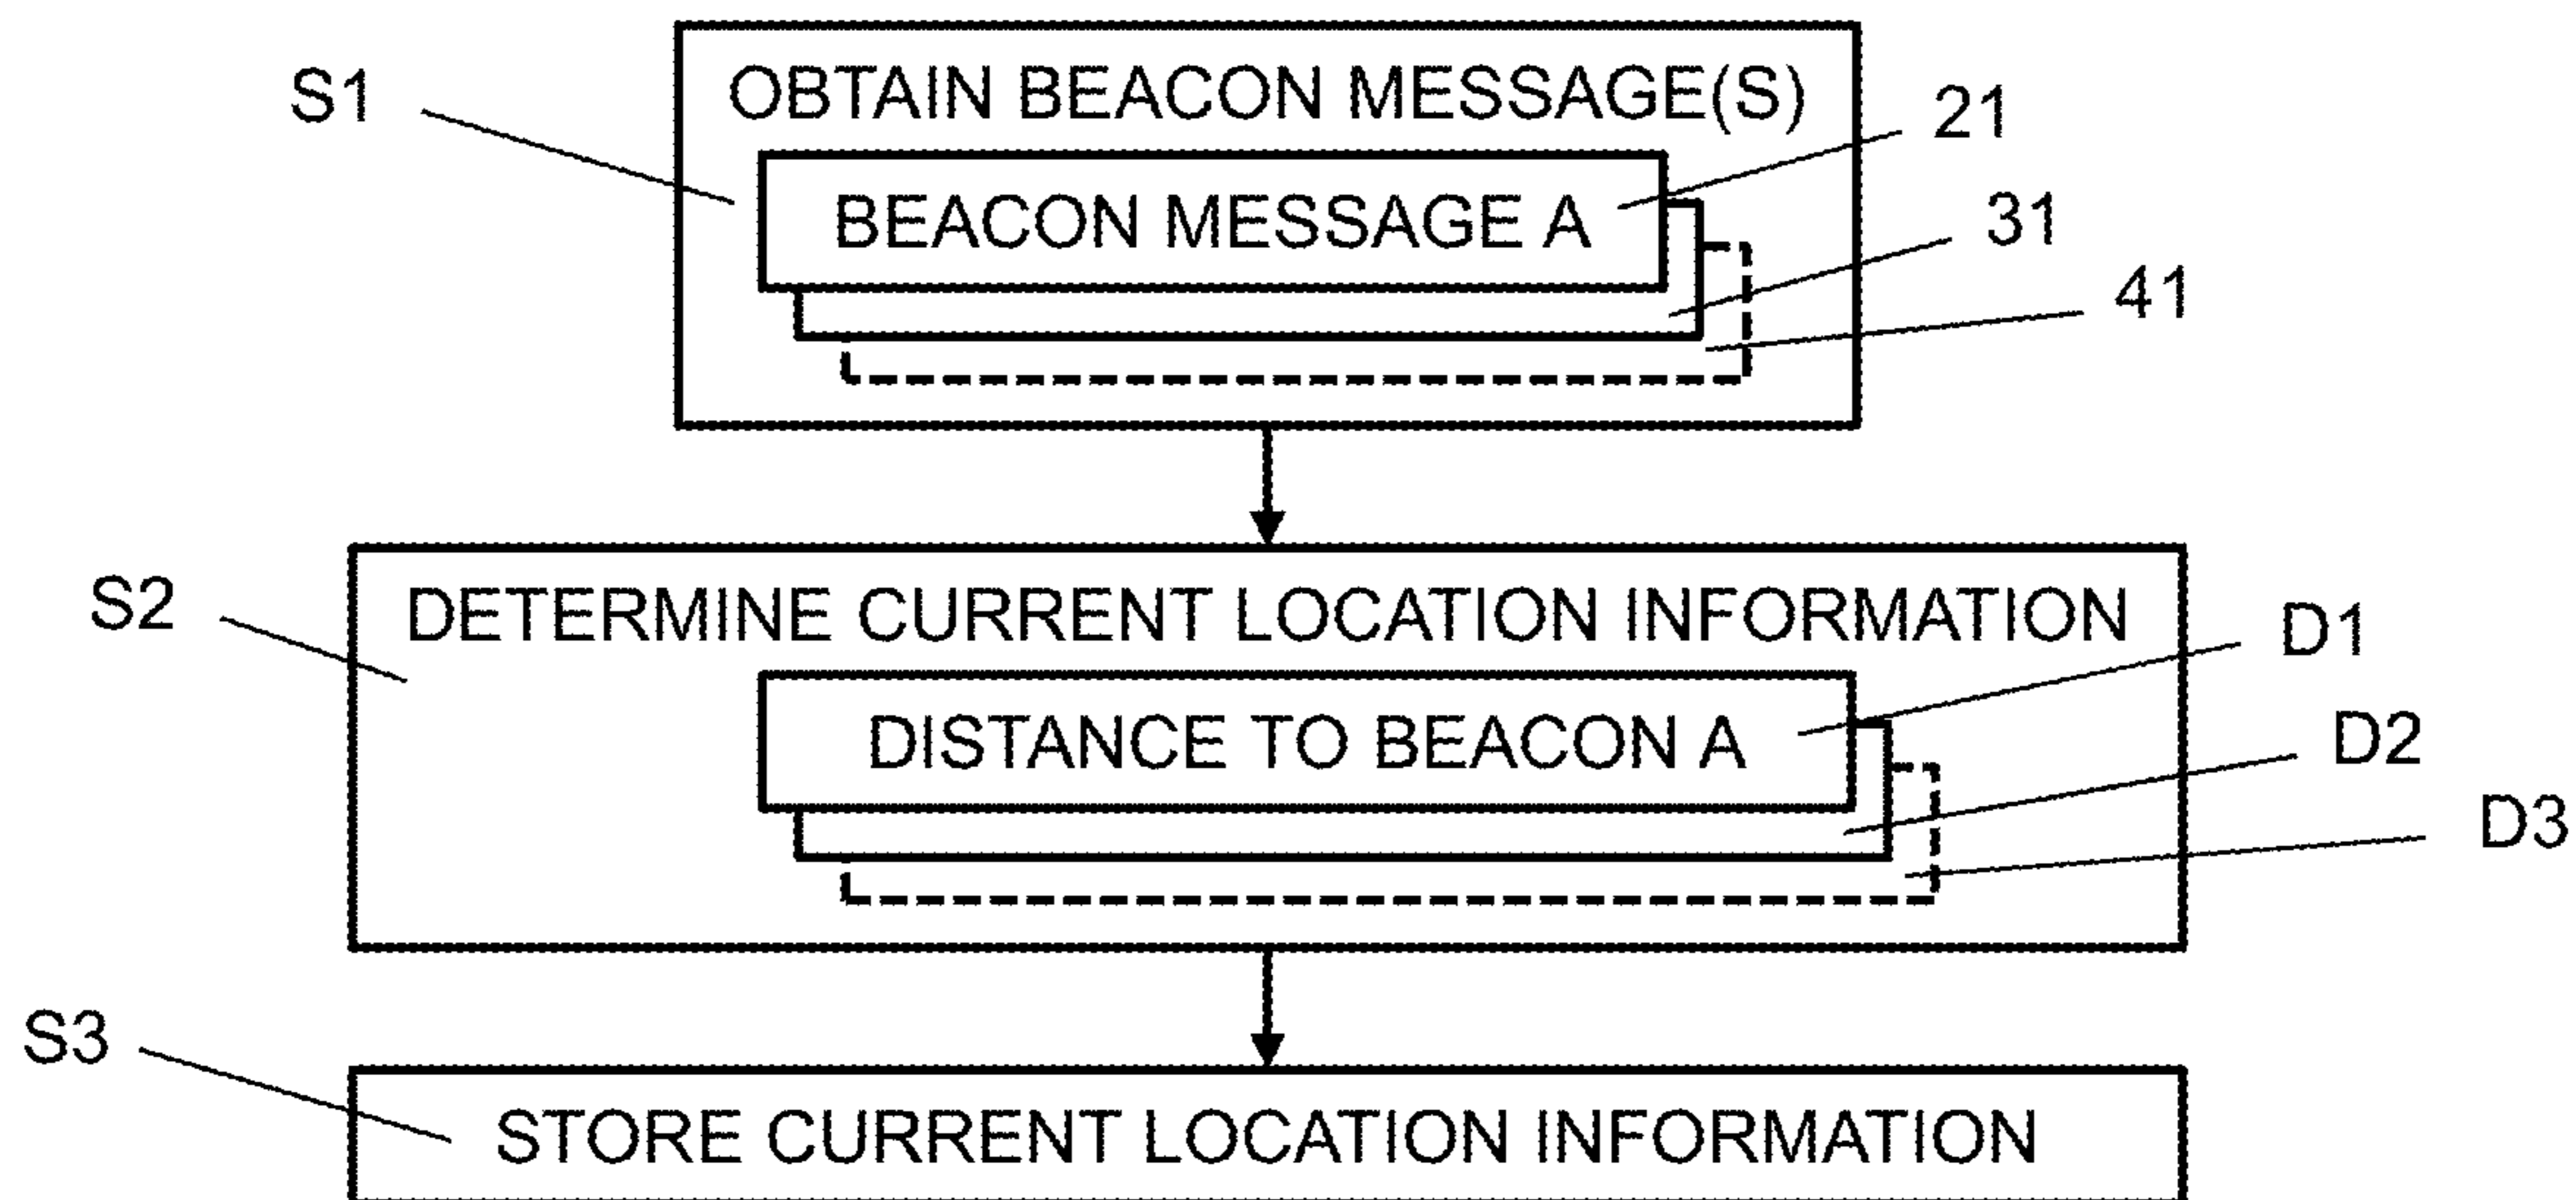 S1
OBTAIN BEACON MESSAGE(S)
21
BEACON MESSAGE A
31
41
S2
DETERMINE CURRENT LOCATION INFORMATION
D1
DISTANCE TO BEACON A
D2
D3
S3
STORE CURRENT LOCATION INFORMATION